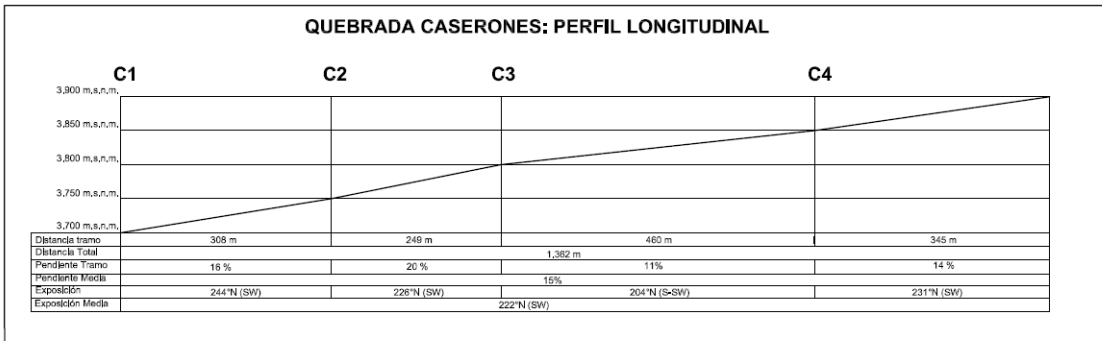 QUEBRADA CASERONES: PERFIL LONGITUDINAL
C1 C2 C3 C4
3,900 m.s.n.m.
3,850 m.s.n.m.
3,800 m.s.n.m.
3,750 m.s.n.m.
3,700 m.s.n.m.
Distancia tramo 308 m 249 m 460 m 345 m
Distancia Total 1,362 m
Pendiente Tramo 16 % 20 % 11% 14 %
Pendiente Media 15%
Exposición 244°N (SW) 226°N (SW) 204°N (S-SW) 231°N (SW)
Exposición Media 222°N (SW)